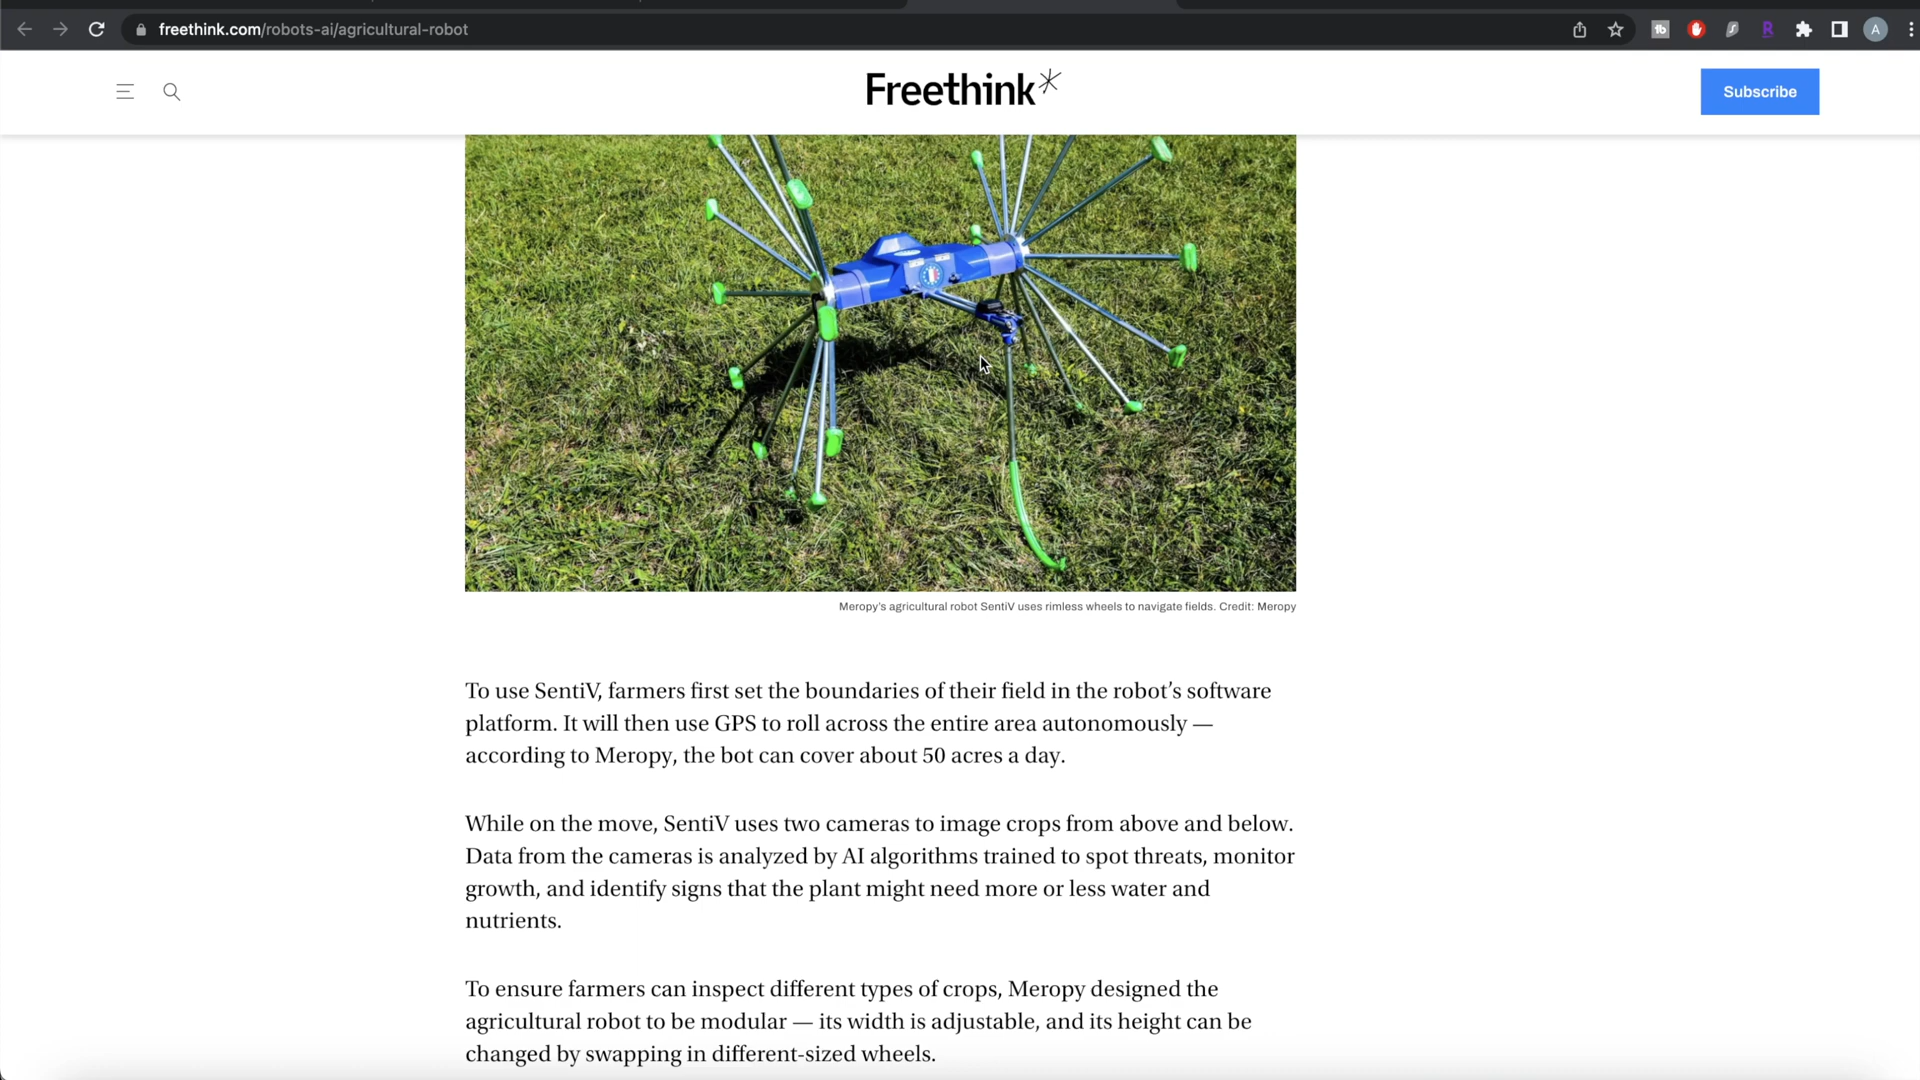 freethink.com/robots-ai/agricultural-robot
A
Freethink
Subscribe
Meropy's agricultural robot SentiV uses rimless wheels to navigate fields. Credit: Meropy
To use SentiV, farmers first set the boundaries of their field in the robot’s software
platform. It will then use GPS to roll across the entire area autonomously —
according to Meropy, the bot can cover about 50 acres a day.
While on the move, SentiV uses two cameras to image crops from above and below.
Data from the cameras is analyzed by AI algorithms trained to spot threats, monitor
growth, and identify signs that the plant might need more or less water and
nutrients.
To ensure farmers can inspect different types of crops, Meropy designed the
agricultural robot to be modular — its width is adjustable, and its height can be
changed by swapping in different-sized wheels.